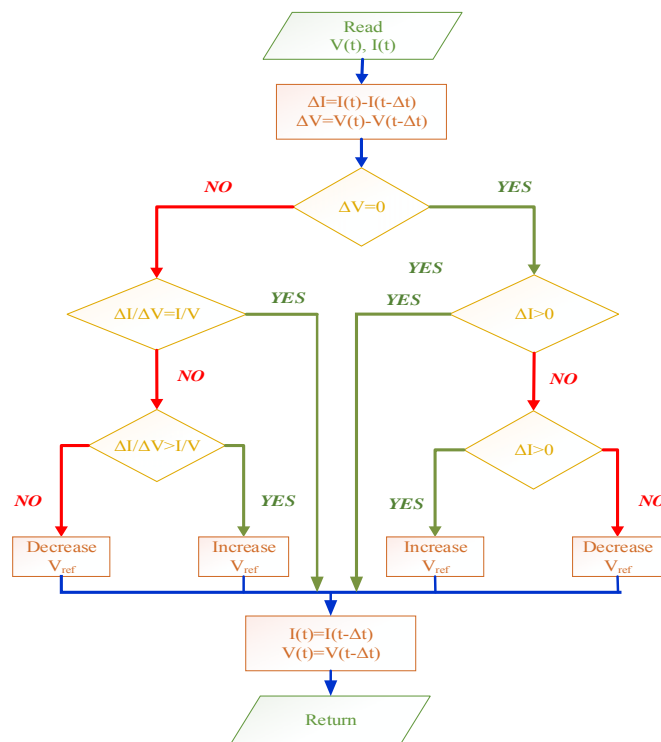 Read
V(t), I(t)
ΔI=I(t)-I(t-Δt)
ΔV=V(t)-V(t-Δt)
NO
YES
ΔV=0
YES
ΔI/ΔV=I/V
YES
YES
ΔI>0
NO
NO
ΔI/ΔV>I/V
ΔI>0
NO
YES
YES
NO
Decrease
Vref
Increase
Vref
Increase
Vref
Decrease
Vref
I(t)=I(t-Δt)
V(t)=V(t-Δt)
Return